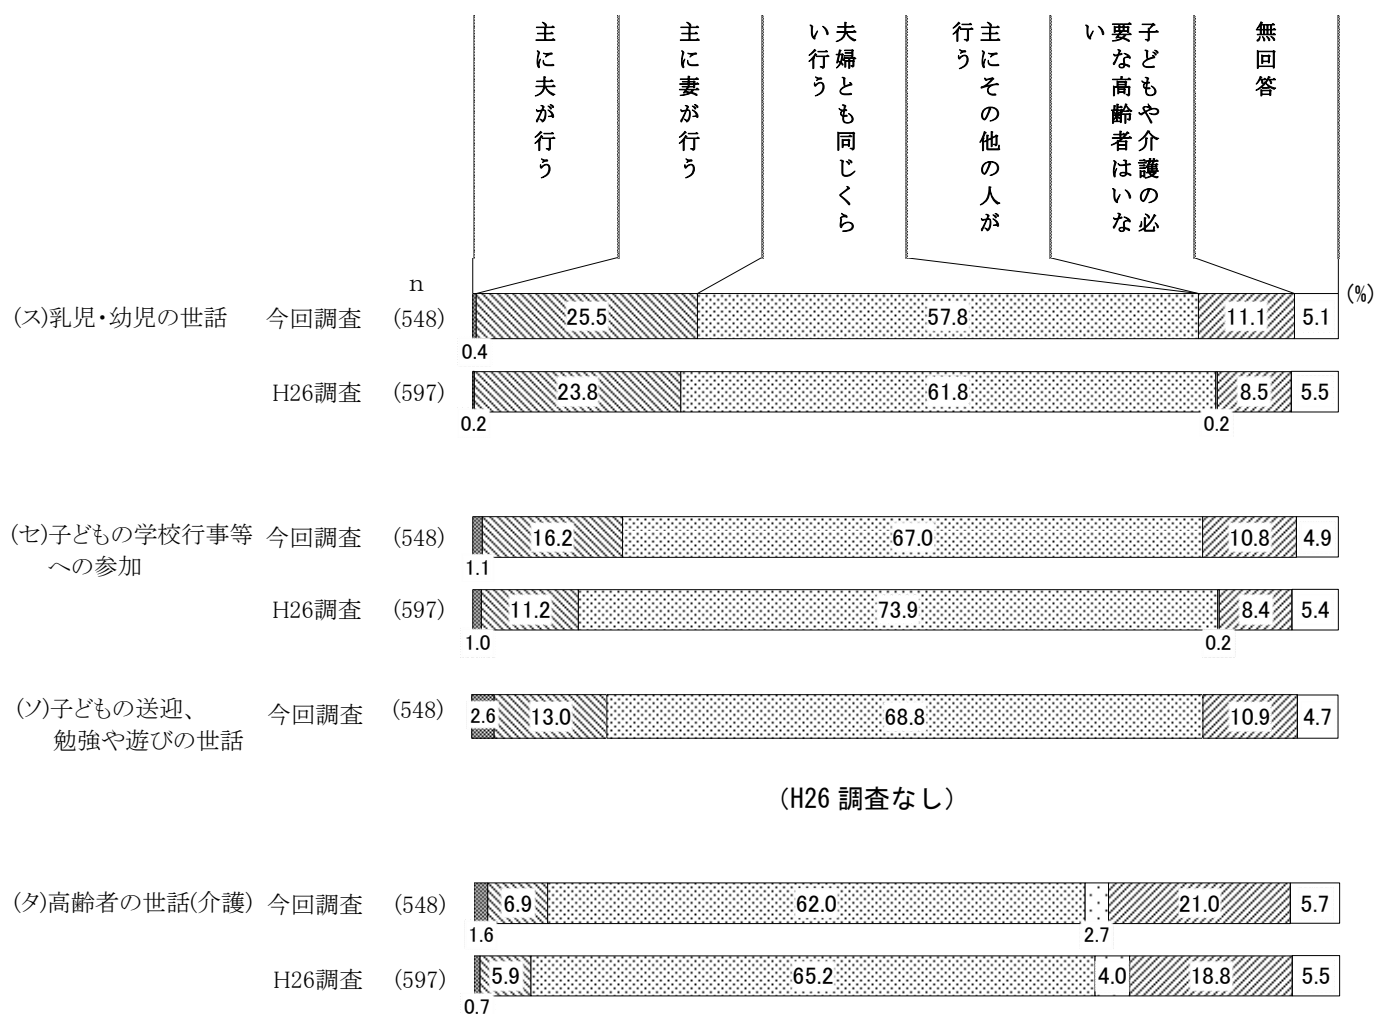 主に夫が行う
主に妻が行う
夫婦とも同じくら
い行う
主にその他の人が
行う
子どもや介護の必
要な高齢者はいな
い
無回答
n
(%)
(ス)乳児・幼児の世話 今回調査 (548) 25.5 57.8 11.1 5.1
0.4
H26調査 (597) 23.8 61.8 8.5 5.5
0.2 0.2
(セ)子どもの学校行事等 今回調査 (548) 16.2 67.0 10.8 4.9
への参加
1.1
H26調査 (597) 11.2 73.9 8.4 5.4
1.0 0.2
(ソ)子どもの送迎、 今回調査 (548) 2.6 13.0 68.8 10.9 4.7
勉強や遊びの世話
(H26 調査なし)
(タ)高齢者の世話(介護) 今回調査 (548) 6.9 62.0 21.0 5.7
1.6 2.7
H26調査 (597) 5.9 65.2 4.0 18.8 5.5
0.7